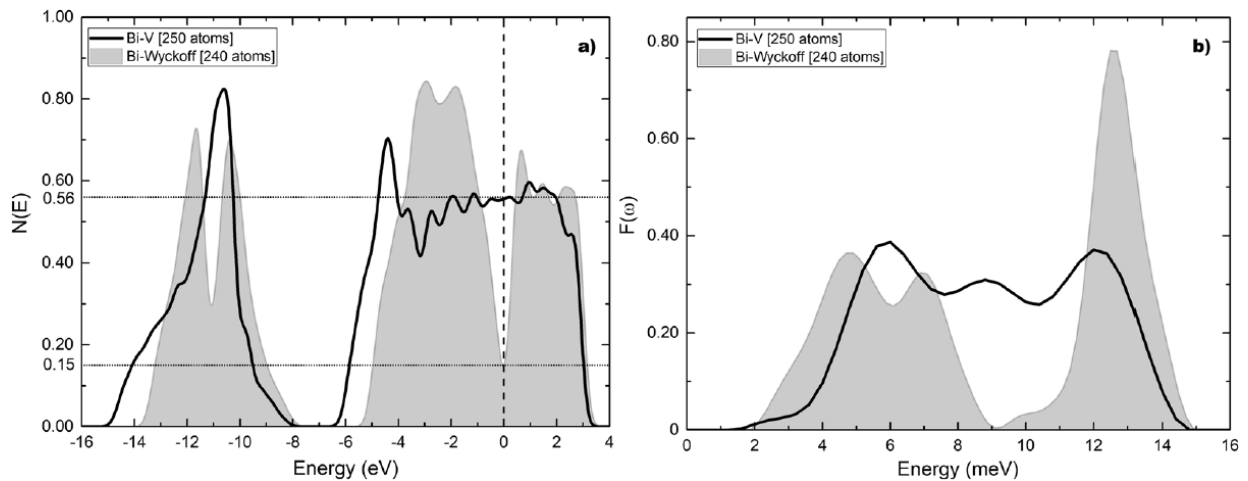 a)
Bi-V [250 atoms]
Bi-Wyckoff [240 atoms]
1.00
0.80
0.60
0.56
0.40
0.20
0.15
0.00
N(E)
-16 -14 -12 -10 -8 -6 -4 -2 0 2 4
Energy (eV)
b)
Bi-V [250 atoms]
Bi-Wyckoff [240 atoms]
0.80
0.60
0.40
0.20
0
F(ω)
0 2 4 6 8 10 12 14 16
Energy (meV)